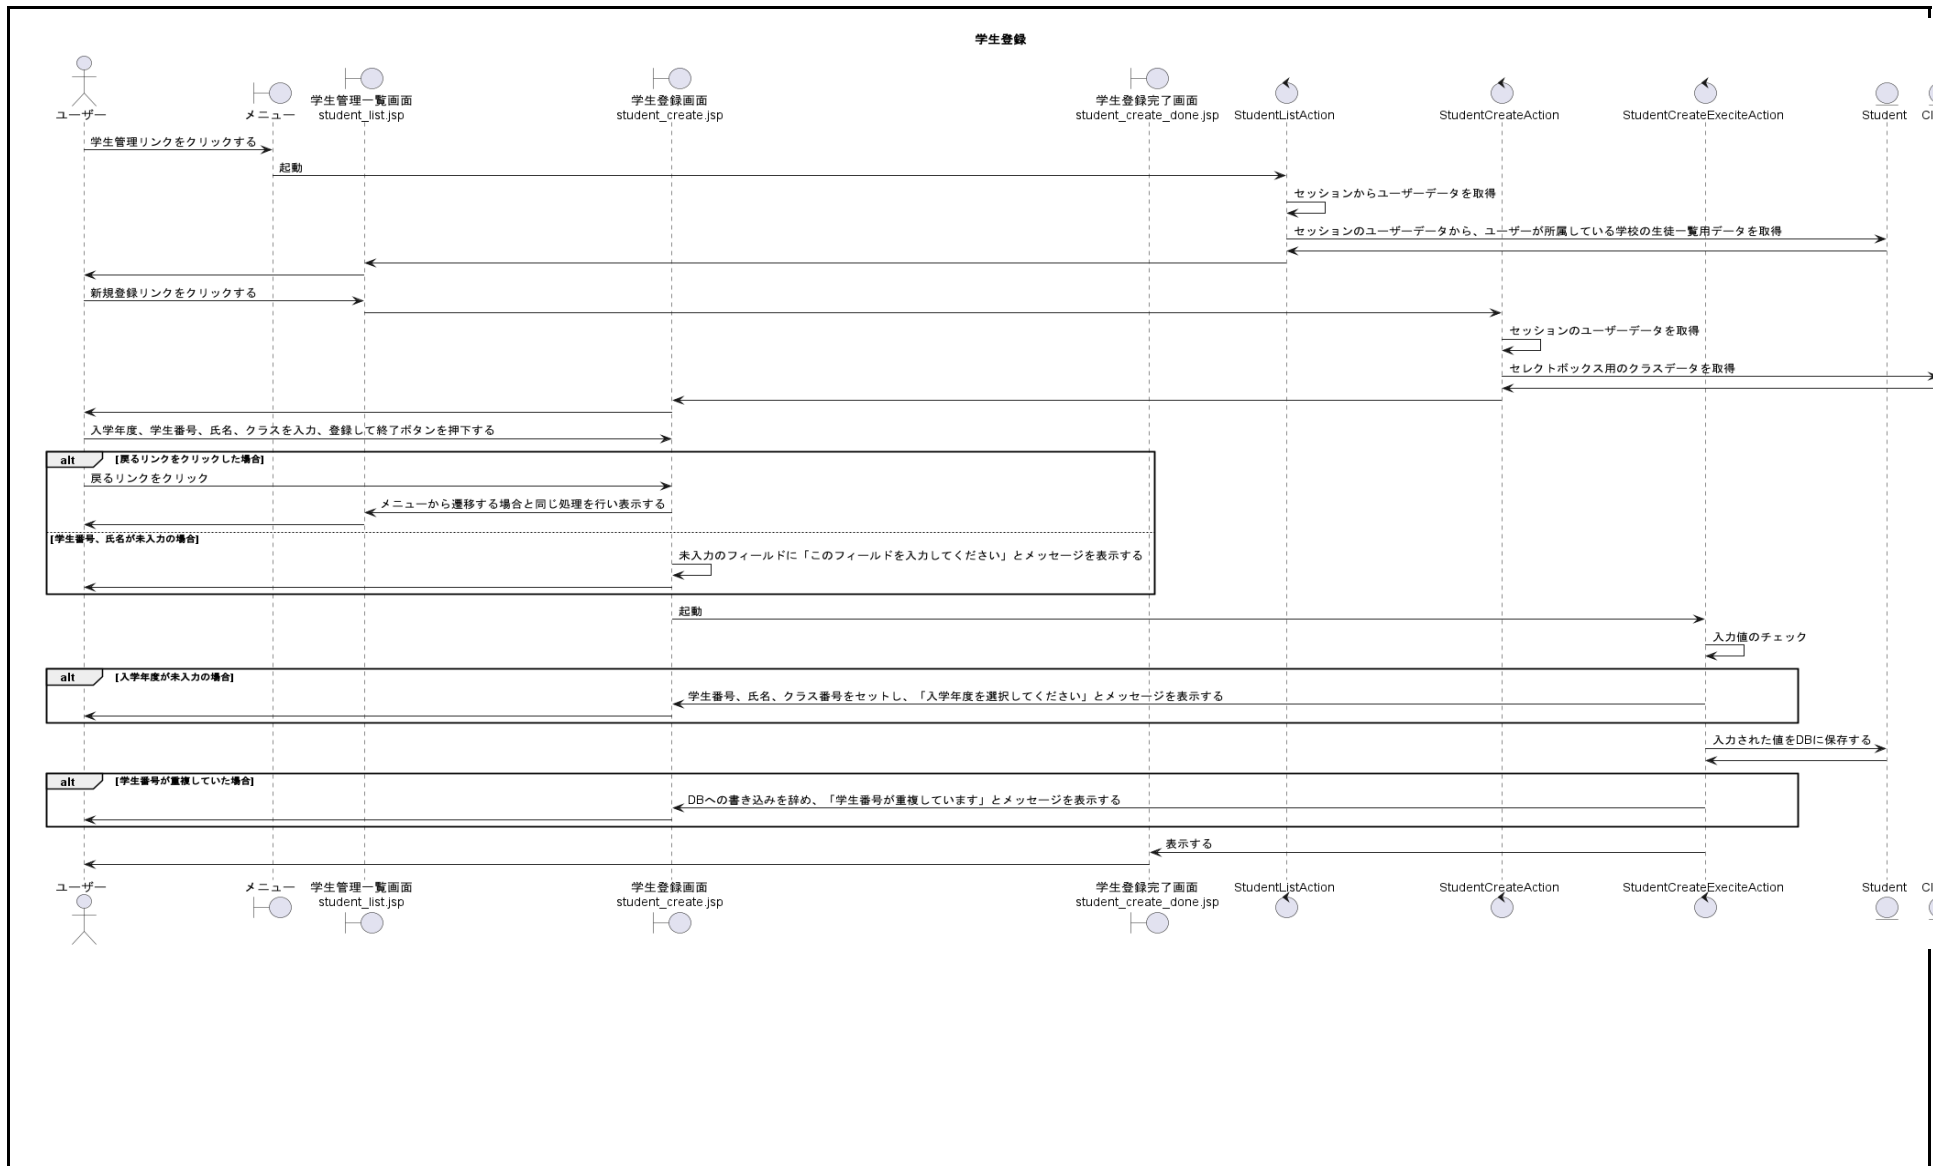 学生登録
ユーザー
メニュー
学生管理一覧画面
student_list.jsp
学生登録画面
student_create.jsp
学生登録完了画面
student_create_done.jsp
StudentListAction
StudentCreateAction
StudentCreateExeciteAction
Student
学生管理リンクをクリックする
起動
セッションからユーザーデータを取得
セッションのユーザーデータから、ユーザーが所属している学校の生徒一覧用データを取得
新規登録リンクをクリックする
セッションのユーザーデータを取得
セレクトボックス用のクラスデータを取得
入学年度、学生番号、氏名、クラスを入力、登録して終了ボタンを押下する
alt [戻るリンクをクリックした場合]
戻るリンクをクリック
メニューから遷移する場合と同じ処理を行い表示する
[学生番号、氏名が未入力の場合]
未入力のフィールドに「このフィールドを入力してください」とメッセージを表示する
起動
入力値のチェック
alt [入学年度が未入力の場合]
学生番号、氏名、クラス番号をセットし、「入学年度を選択してください」とメッセージを表示する
入力された値をDBに保存する
alt [学生番号が重複していた場合]
DBへの書き込みを辞め、「学生番号が重複しています」とメッセージを表示する
表示する
ユーザー
メニュー
学生管理一覧画面
student_list.jsp
学生登録画面
student_create.jsp
学生登録完了画面
student_create_done.jsp
StudentListAction
StudentCreateAction
StudentCreateExeciteAction
Student